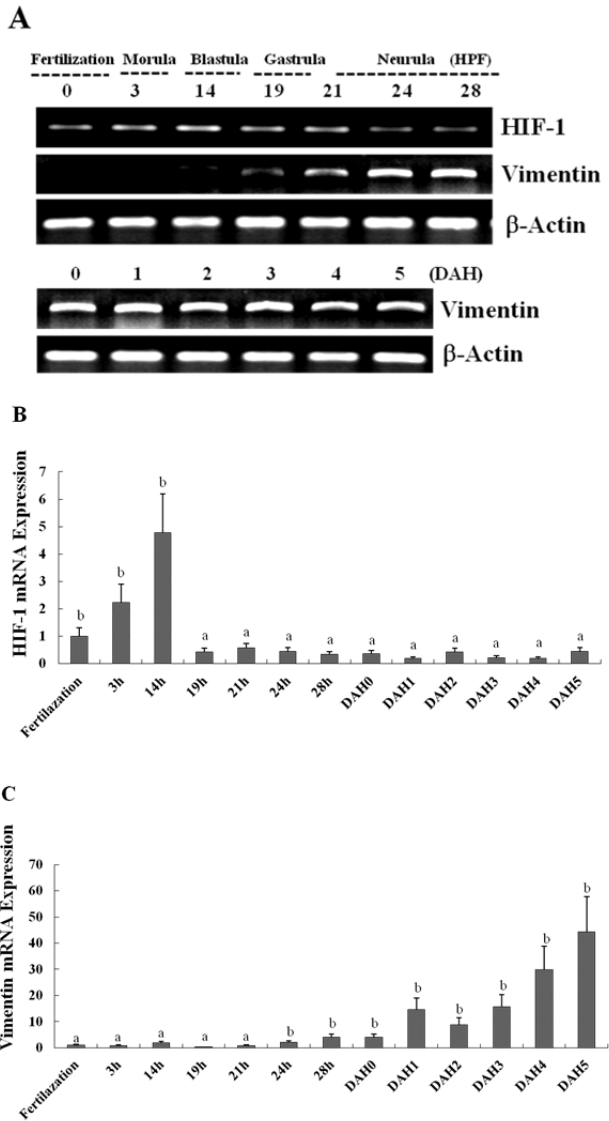 A
Fertilization Morula Blastula Gastrula Neurula (HPF)
0 3 14 19 21 24 28
HIF-1
Vimentin
β-Actin
0 1 2 3 4 5 (DAH)
Vimentin
β-Actin
B
HIF-1 mRNA Expression
7
6
5
4
3
2
1
0
b b b a a a a a a a a a a
Fertilazation 3h 14h 19h 21h 24h 28h DAH0 DAH1 DAH2 DAH3 DAH4 DAH5
C
Vimentin mRNA Expression
70
60
50
40
30
20
10
0
a a a a a b b b b b b b b
Fertilazation 3h 14h 19h 21h 24h 28h DAH0 DAH1 DAH2 DAH3 DAH4 DAH5